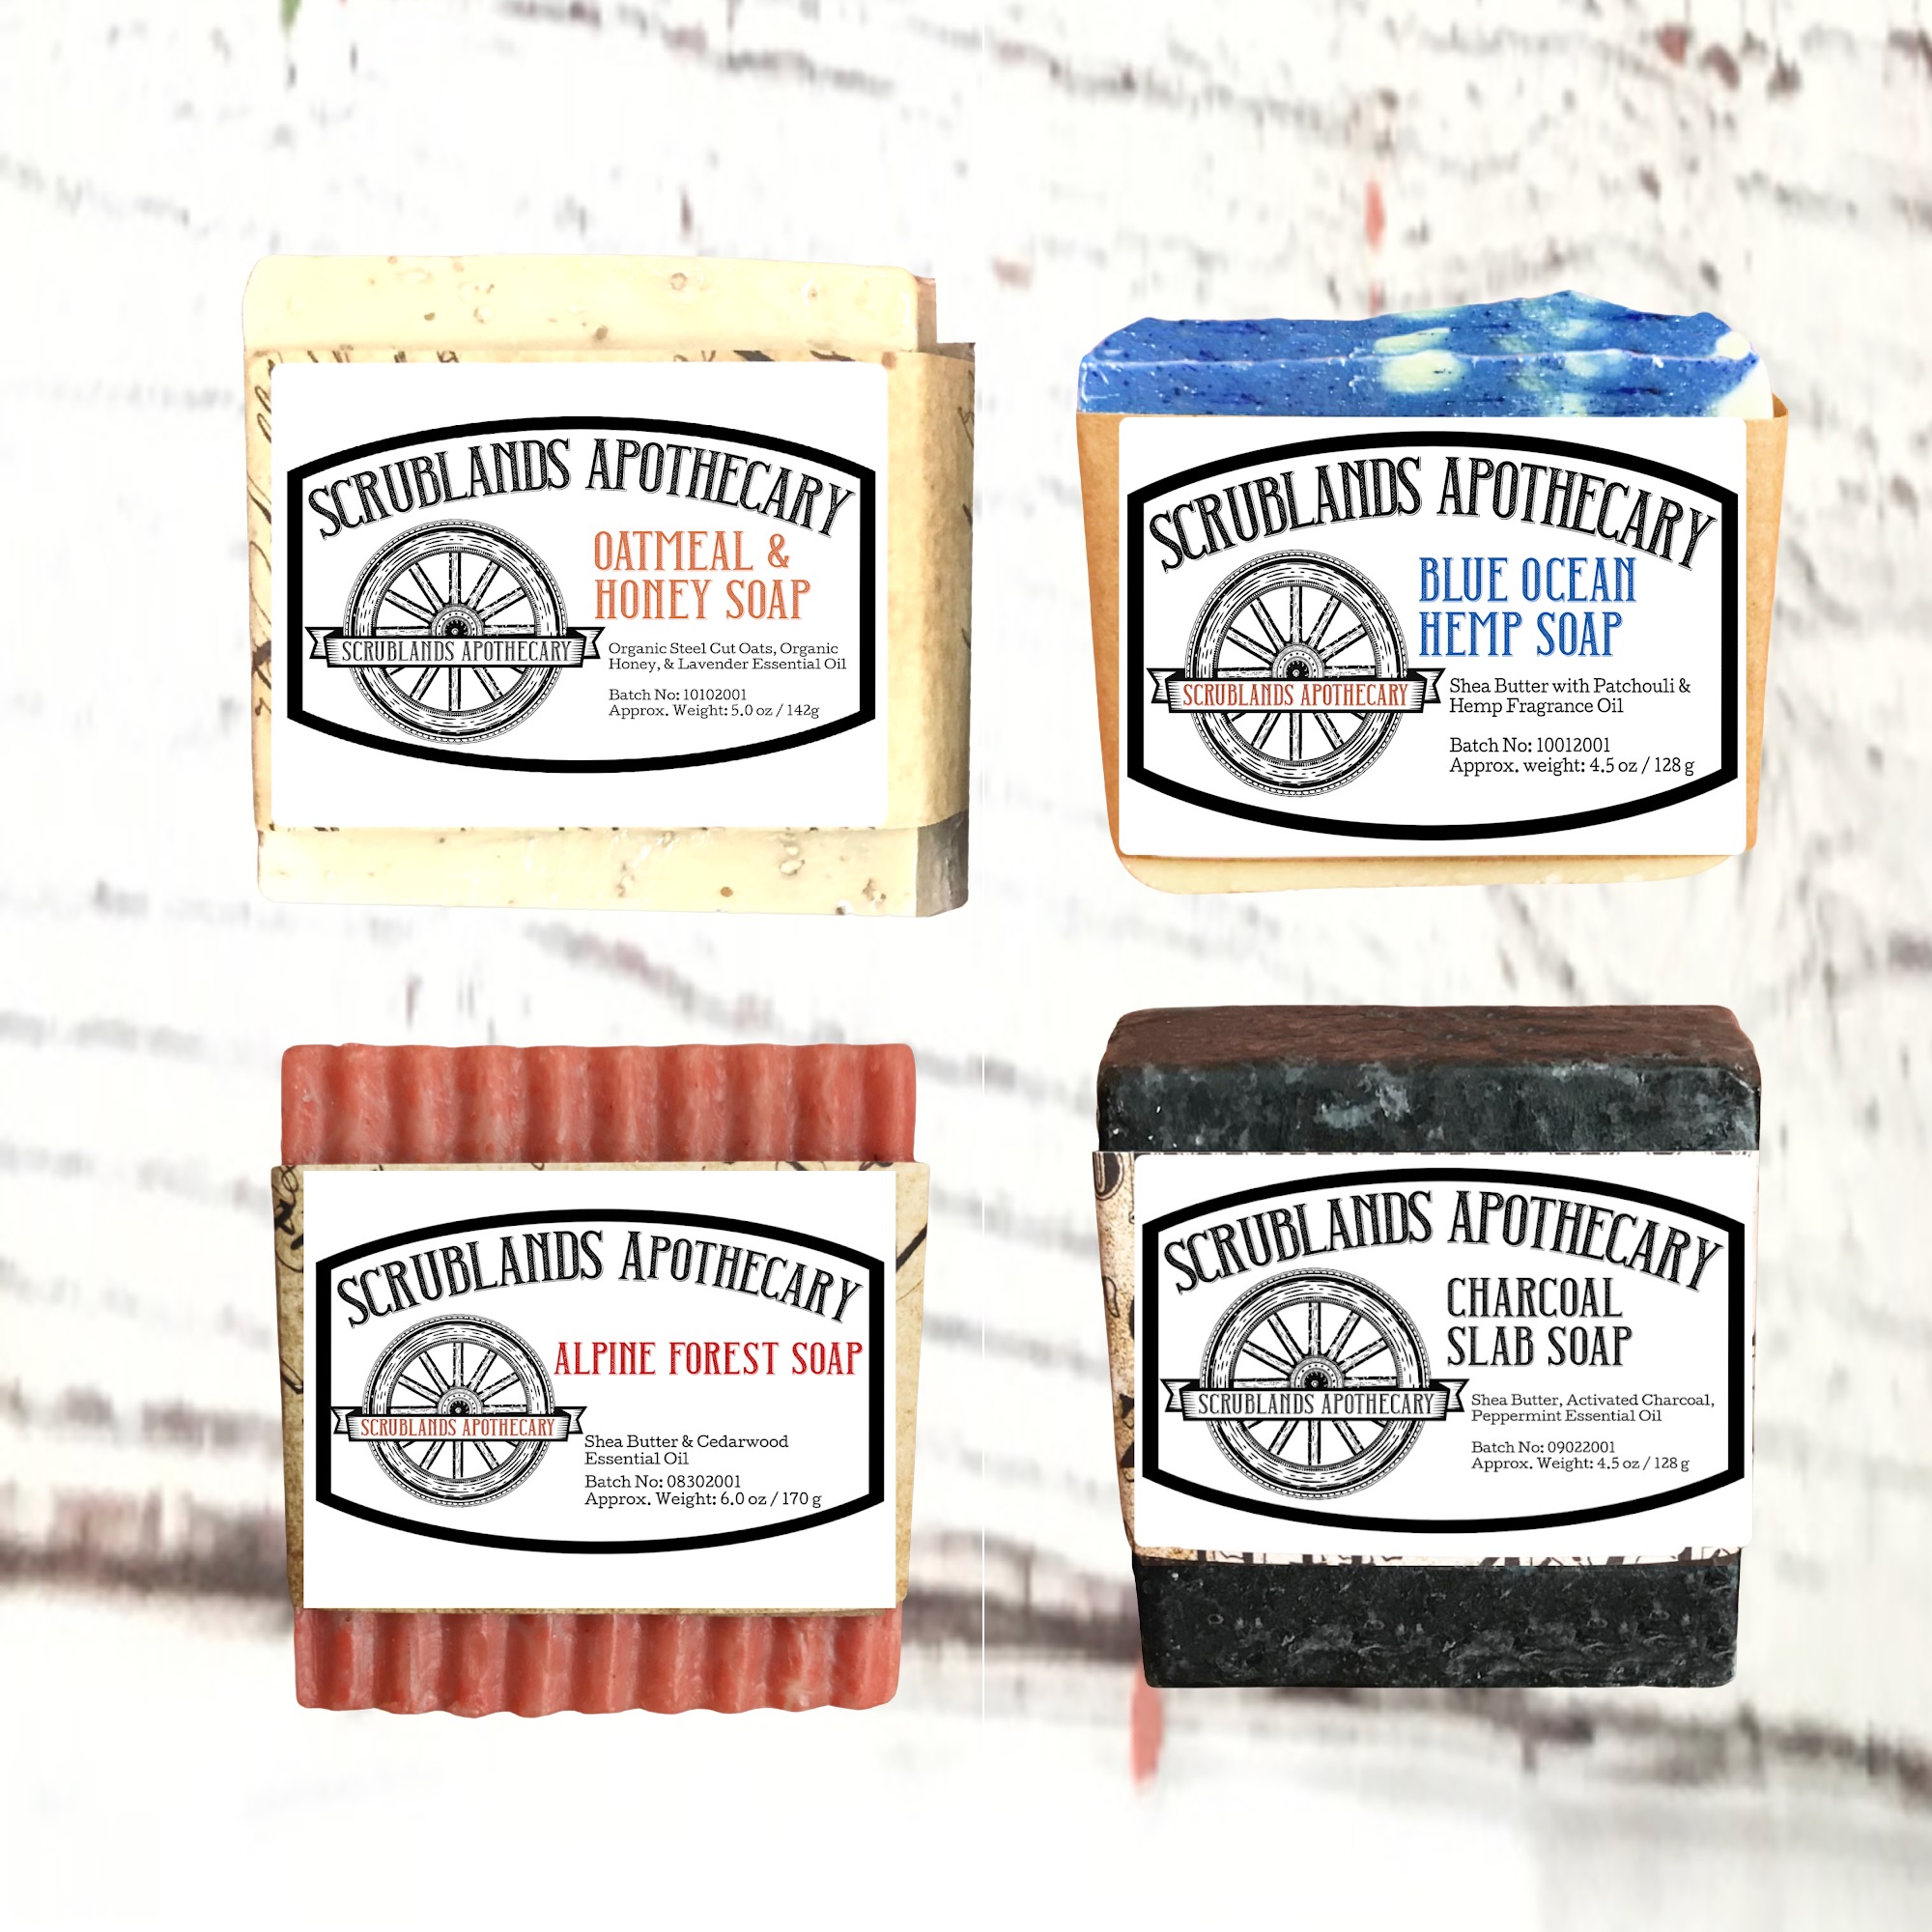 SCRUBLANDS APOTHECARY
OATMEAL &
HONEY SOAP
SCRUBLANDS APOTHECARY
Organic Steel Cut Oats, Organic
Honey, & Lavender Essential Oil
Batch No: 10102001
Approx. Weight: 5.0 oz / 142g
SCRUBLANDS APOTHECARY
BLUE OCEAN
HEMP SOAP
SCRUBLANDS APOTHECARY
Shea Butter with Patchouli &
Hemp Fragrance Oil
Batch No: 10012001
Approx. weight: 4.5 oz / 128 g
SCRUBLANDS APOTHECARY
ALPINE FOREST SOAP
SCRUBLANDS APOTHECARY
Shea Butter & Cedarwood
Essential Oil
Batch No: 08302001
Approx. Weight: 6.0 oz / 170 g
SCRUBLANDS APOTHECARY
CHARCOAL
SLAB SOAP
SCRUBLANDS APOTHECARY
Shea Butter, Activated Charcoal,
Peppermint Essential Oil
Batch No: 09022001
Approx. Weight: 4.5 oz / 128 g